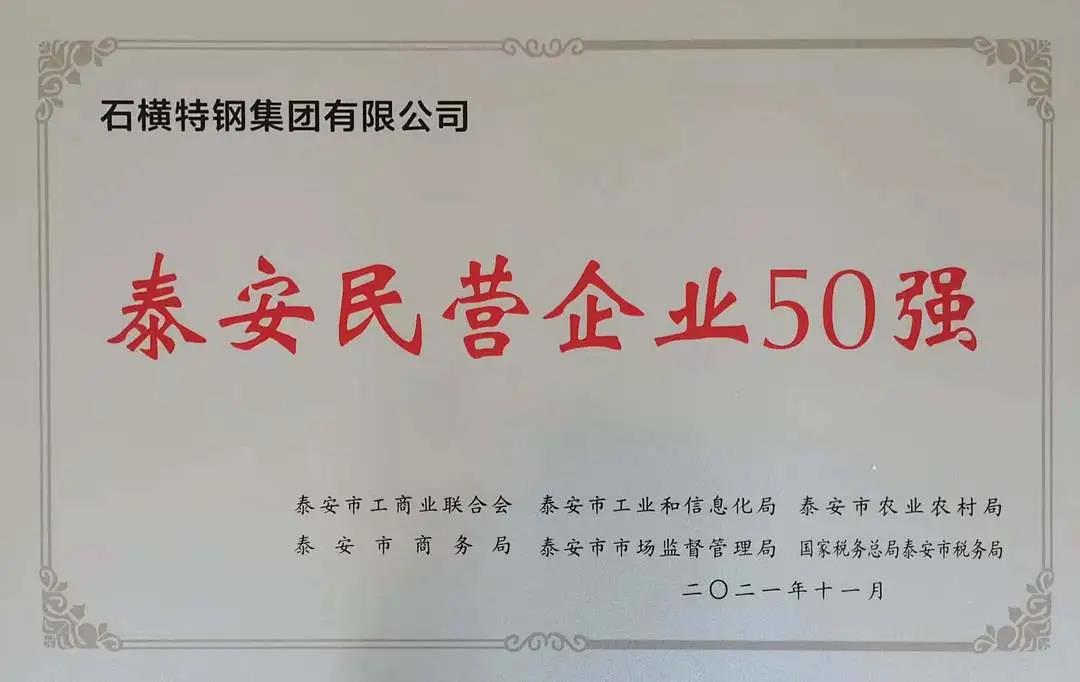 石横特钢集团有限公司
泰安民营企业50强
泰安市工商业联合会 泰安市工业和信息化局 泰安市农业农村局
泰安市商务局 泰安市市场监督管理局 国家税务总局泰安市税务局
二〇二一年十一月